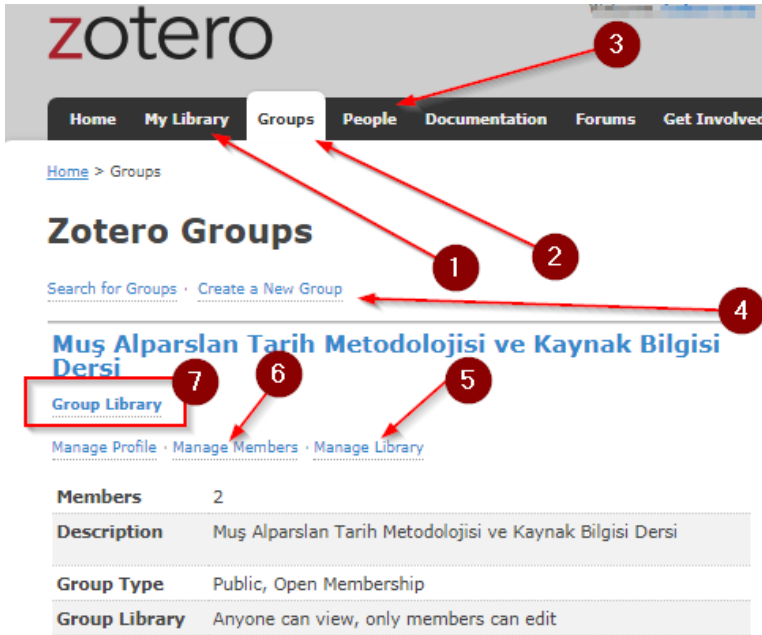 zotero
3
Home My Library Groups People Documentation Forums Get Involved
Home > Groups
Zotero Groups
1
2
Search for Groups · Create a New Group
4
Muş Alparslan Tarih Metodolojisi ve Kaynak Bilgisi
Dersi
7
6
5
Group Library
Manage Profile · Manage Members · Manage Library
Members 2
Description Muş Alparslan Tarih Metodolojisi ve Kaynak Bilgisi Dersi
Group Type Public, Open Membership
Group Library Anyone can view, only members can edit